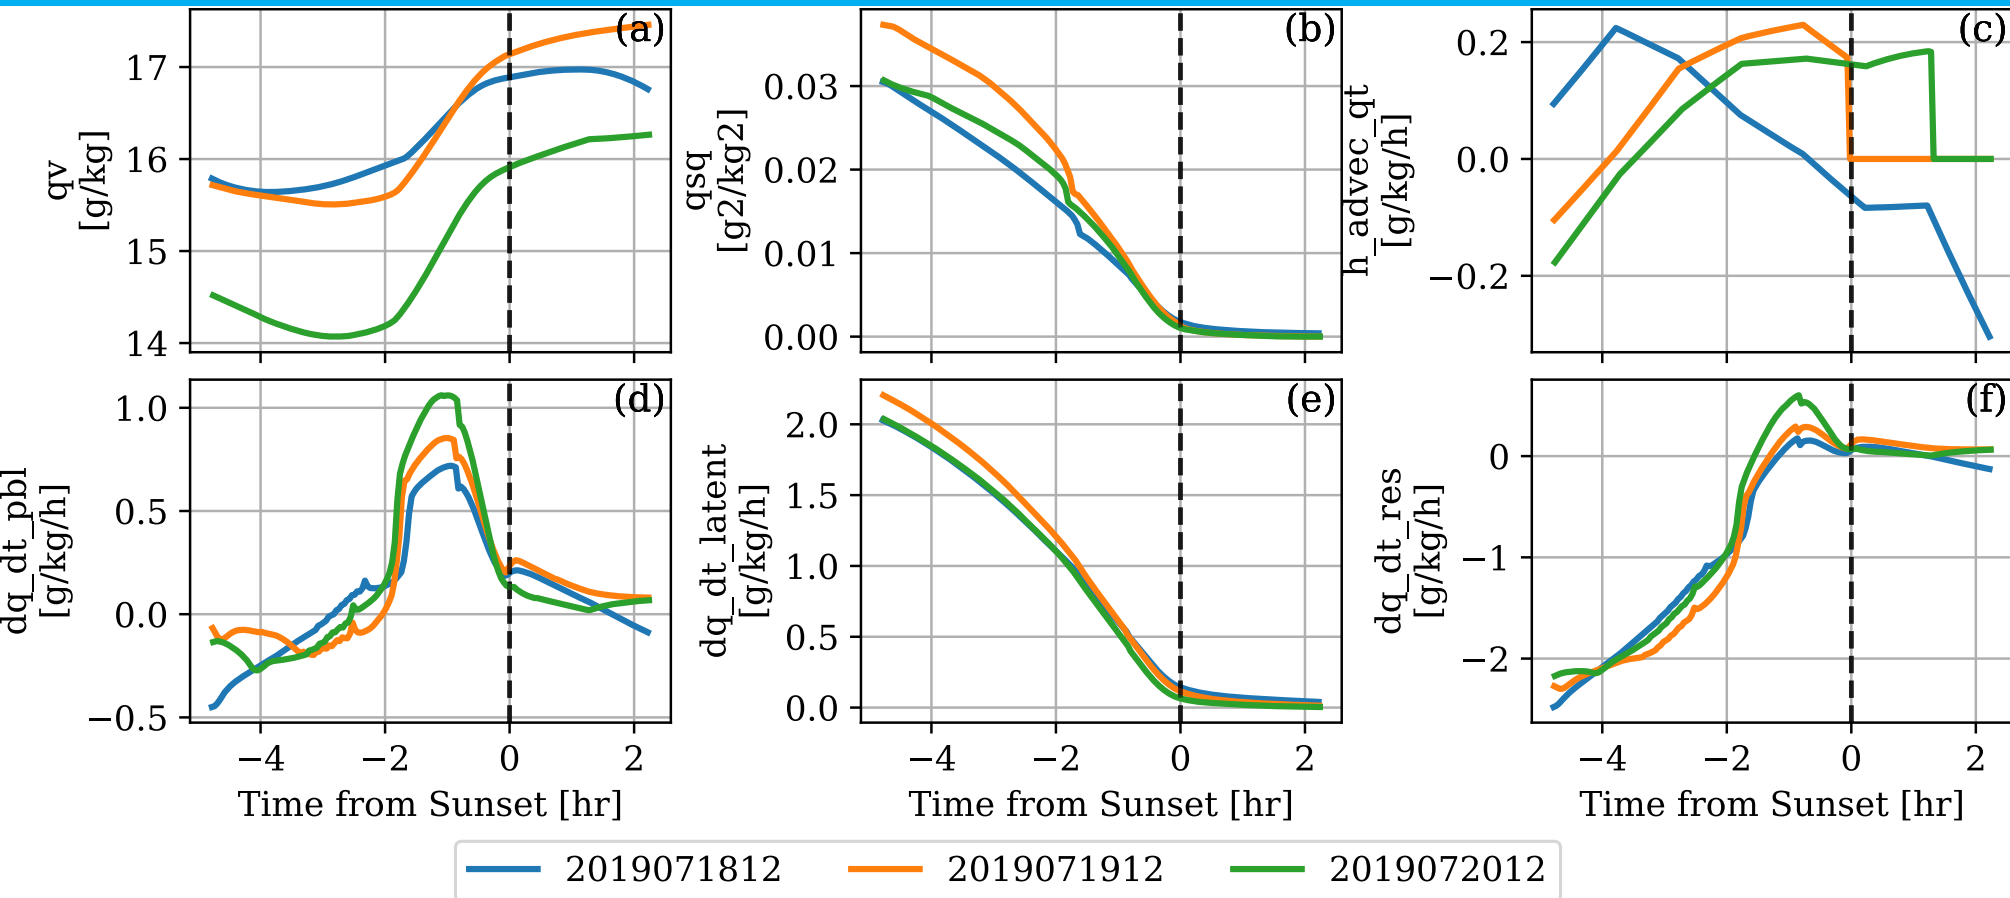 (a)
17
16
15
14
qv
[g/kg]
(b)
0.03
0.02
0.01
0.00
qsq
[g2/kg2]
(c)
0.2
0.0
−0.2
h_advec_qt
[g/kg/h]
(d)
1.0
0.5
0.0
−0.5
dq_dt_pbl
[g/kg/h]
−4 −2 0 2
Time from Sunset [hr]
(e)
2.0
1.5
1.0
0.5
0.0
dq_dt_latent
[g/kg/h]
−4 −2 0 2
Time from Sunset [hr]
(f)
0
−1
−2
dq_dt_res
[g/kg/h]
−4 −2 0 2
Time from Sunset [hr]
2019071812 2019071912 2019072012